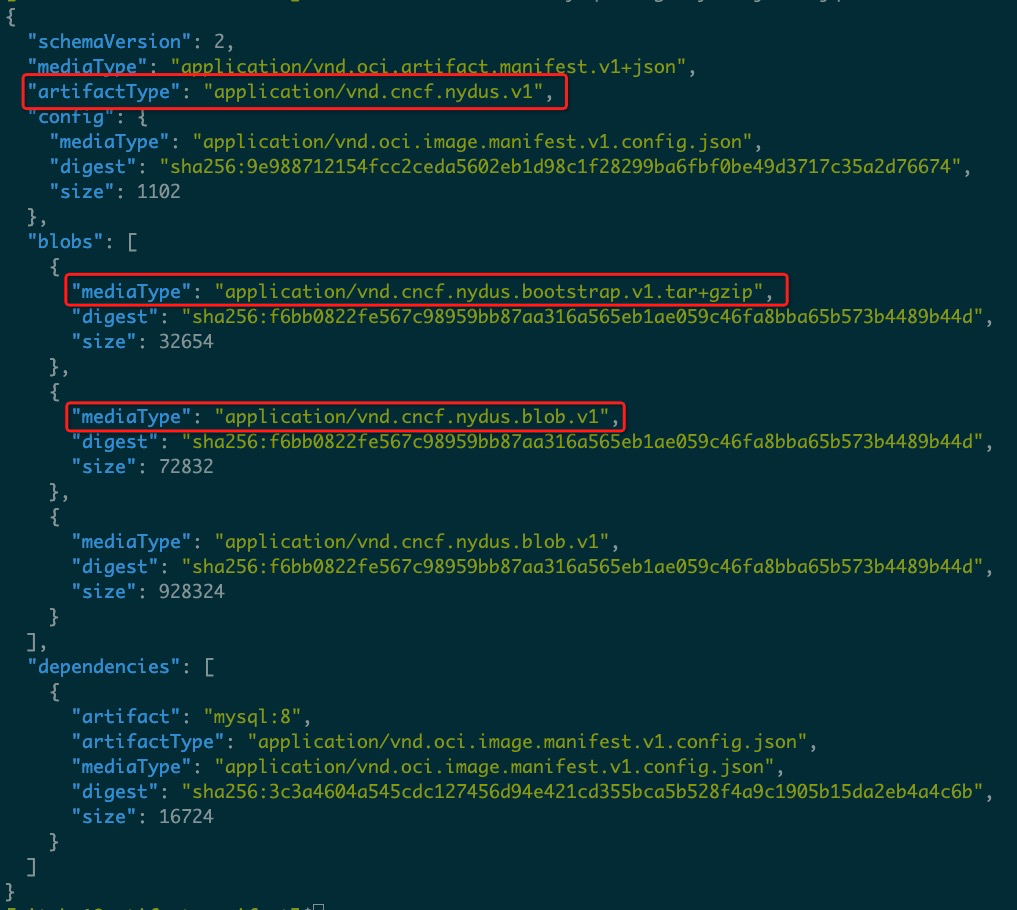 {
"schemaVersion": 2,
"mediaType": "application/vnd.oci.artifact.manifest.v1+json",
"artifactType": "application/vnd.cncf.nydus.v1",
"config": {
"mediaType": "application/vnd.oci.image.manifest.v1.config.json",
"digest": "sha256:9e988712154fcc2ceda5602eb1d98c1f28299ba6fbf0be49d3717c35a2d76674",
"size": 1102
},
"blobs": [
{
"mediaType": "application/vnd.cncf.nydus.bootstrap.v1.tar+gzip",
"digest": "sha256:f6bb0822fe567c98959bb87aa316a565eb1ae059c46fa8bba65b573b4489b44d",
"size": 32654
},
{
"mediaType": "application/vnd.cncf.nydus.blob.v1",
"digest": "sha256:f6bb0822fe567c98959bb87aa316a565eb1ae059c46fa8bba65b573b4489b44d",
"size": 72832
},
{
"mediaType": "application/vnd.cncf.nydus.blob.v1",
"digest": "sha256:f6bb0822fe567c98959bb87aa316a565eb1ae059c46fa8bba65b573b4489b44d",
"size": 928324
}
],
"dependencies": [
{
"artifact": "mysql:8",
"artifactType": "application/vnd.oci.image.manifest.v1.config.json",
"mediaType": "application/vnd.oci.image.manifest.v1.config.json",
"digest": "sha256:3c3a4604a545cdc127456d94e421cd355bca5b528f4a9c1905b15da2eb4a4c6b",
"size": 16724
}
]
}